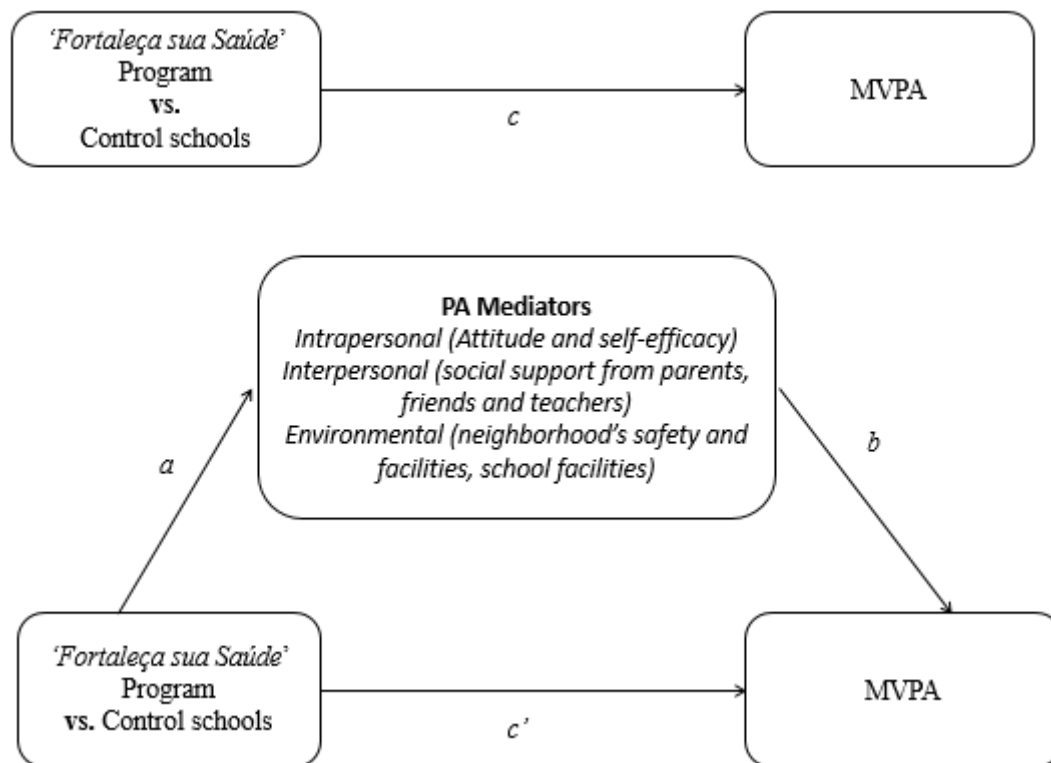 ‘Fortaleça sua Saúde’
Program
vs.
Control schools
c
MVPA
PA Mediators
Intrapersonal (Attitude and self-efficacy)
Interpersonal (social support from parents,
friends and teachers)
Environmental (neighborhood’s safety and
facilities, school facilities)
a
b
‘Fortaleça sua Saúde’
Program
vs. Control schools
c’
MVPA